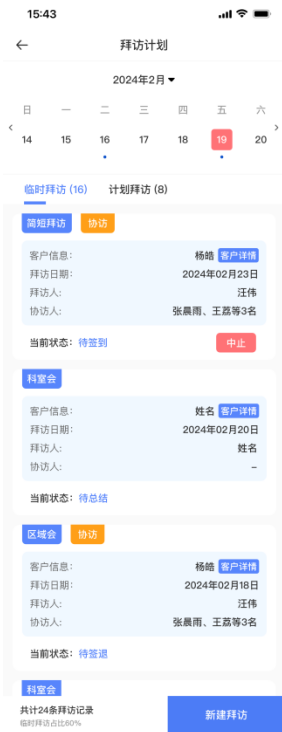 15:43
拜访计划
2024年2月
日 一 二 三 四 五 六
14 15 16 17 18 19 20
临时拜访 (16) 计划拜访 (8)
简短拜访 协访
客户信息: 杨皓 客户详情
拜访日期: 2024年02月23日
拜访人: 汪伟
协访人: 张晨雨、王荔等3名
当前状态: 待签到 中止
科室会
客户信息: 姓名 客户详情
拜访日期: 2024年02月20日
拜访人: 姓名
协访人: –
当前状态: 待总结
区域会 协访
客户信息: 杨皓 客户详情
拜访日期: 2024年02月18日
拜访人: 汪伟
协访人: 张晨雨、王荔等3名
当前状态: 待签退
科室会
共计24条拜访记录
临时拜访占比60%
新建拜访